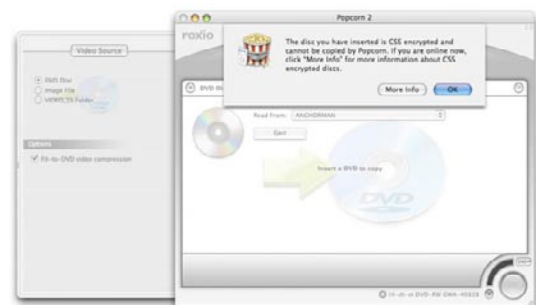 Popcorn 2
roxio
The disc you have inserted is CSS encrypted and
cannot be copied by Popcorn. If you are online now,
click "More Info" for more information about CSS
encrypted discs.
More Info
OK
Video Source
DVD Disc
Image File
VIDEO_TS Folder
Options
Fit-to-DVD video compression
Read From: ANCHORMAN
Eject
Insert a DVD to copy
DVD